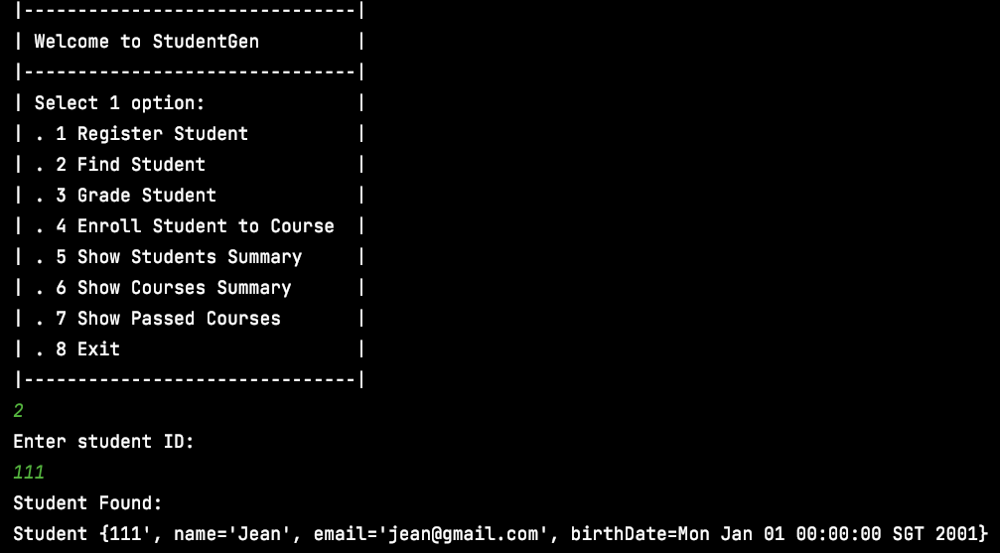 |-------------------------------|
| Welcome to StudentGen         |
|-------------------------------|
| Select 1 option:              |
| . 1 Register Student          |
| . 2 Find Student              |
| . 3 Grade Student             |
| . 4 Enroll Student to Course  |
| . 5 Show Students Summary     |
| . 6 Show Courses Summary      |
| . 7 Show Passed Courses       |
| . 8 Exit                      |
|-------------------------------|
2
Enter student ID:
111
Student Found:
Student {111', name='Jean', email='jean@gmail.com', birthDate=Mon Jan 01 00:00:00 SGT 2001}